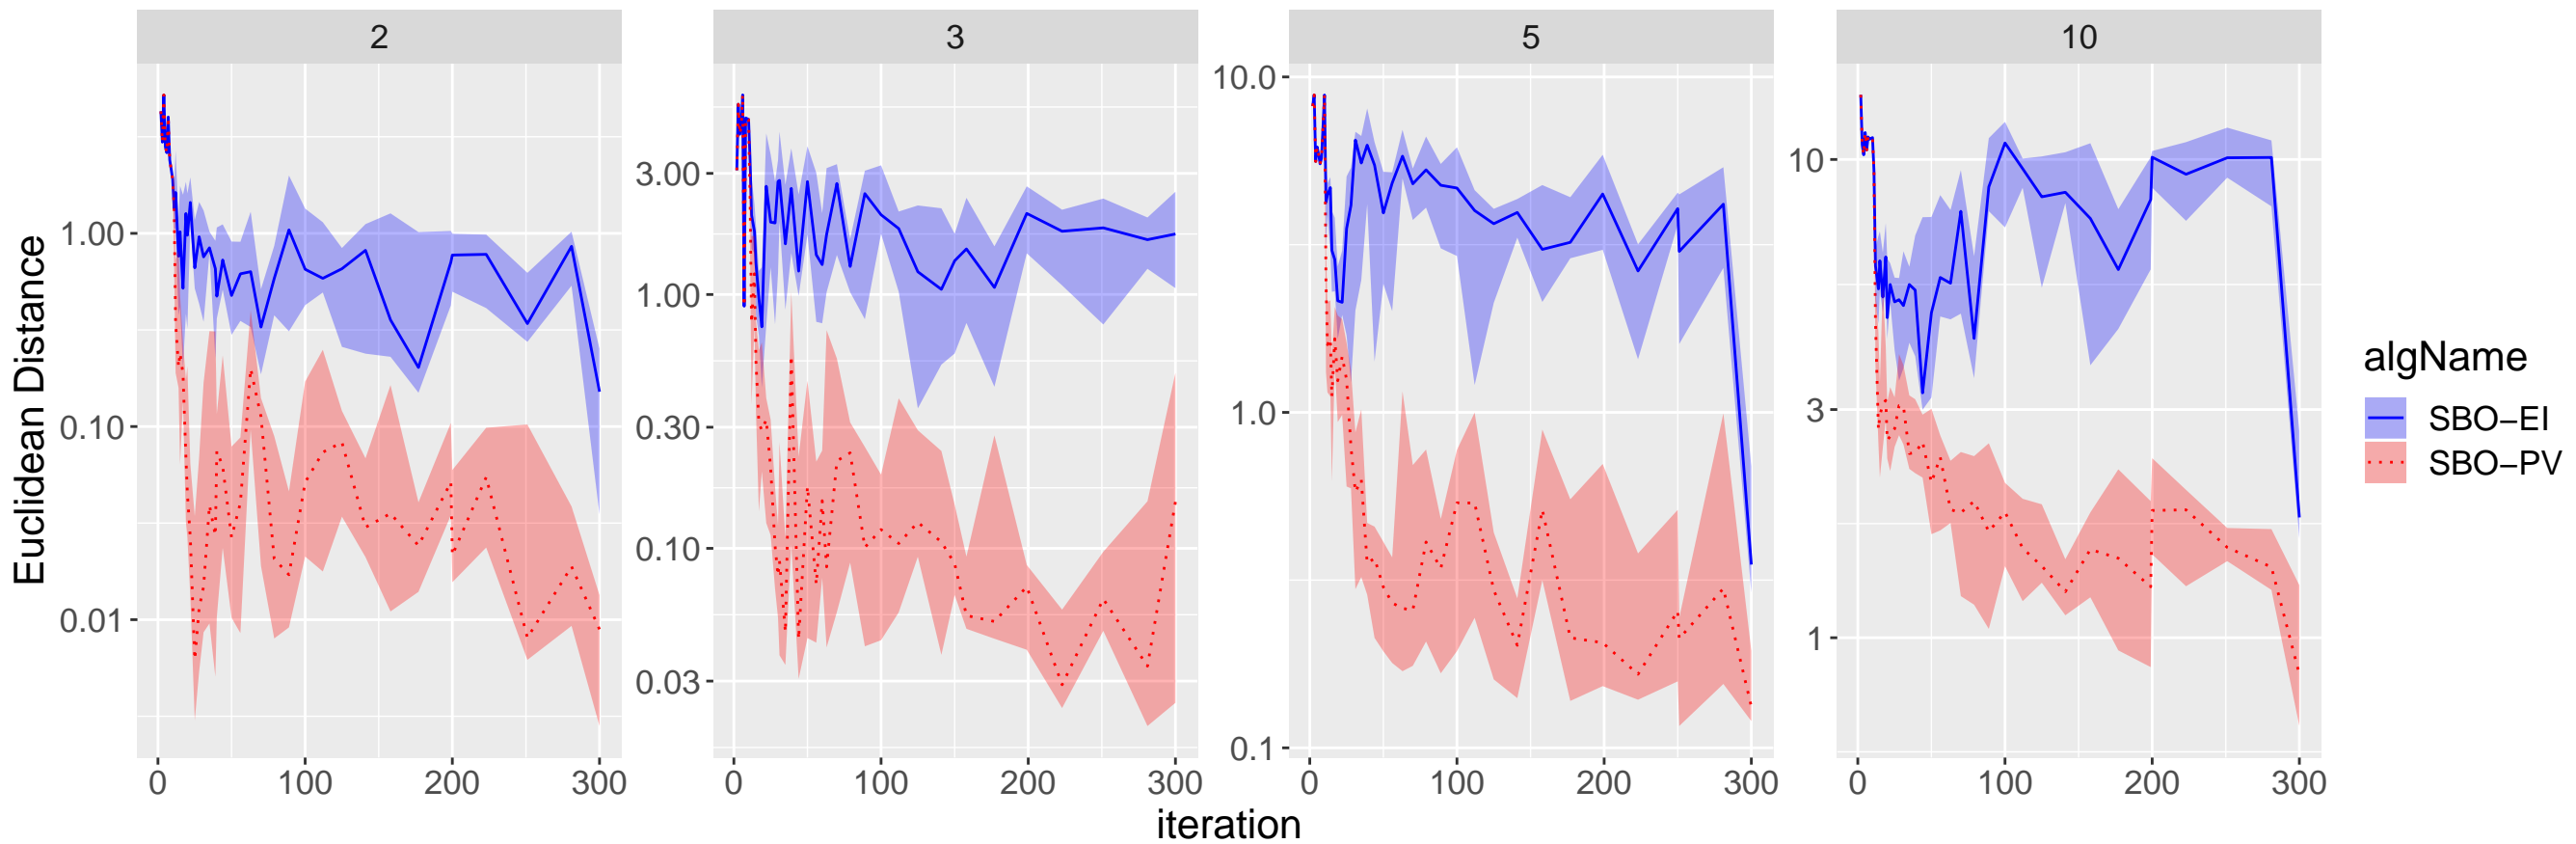 2 3 5 10
Euclidean Distance
1.00
0.10
0.01
3.00
1.00
0.30
0.10
0.03
10.0
1.0
0.1
10
3
1
0 100 200 300 0 100 200 300 0 100 200 300 0 100 200 300
iteration
algName
SBO−EI
SBO−PV